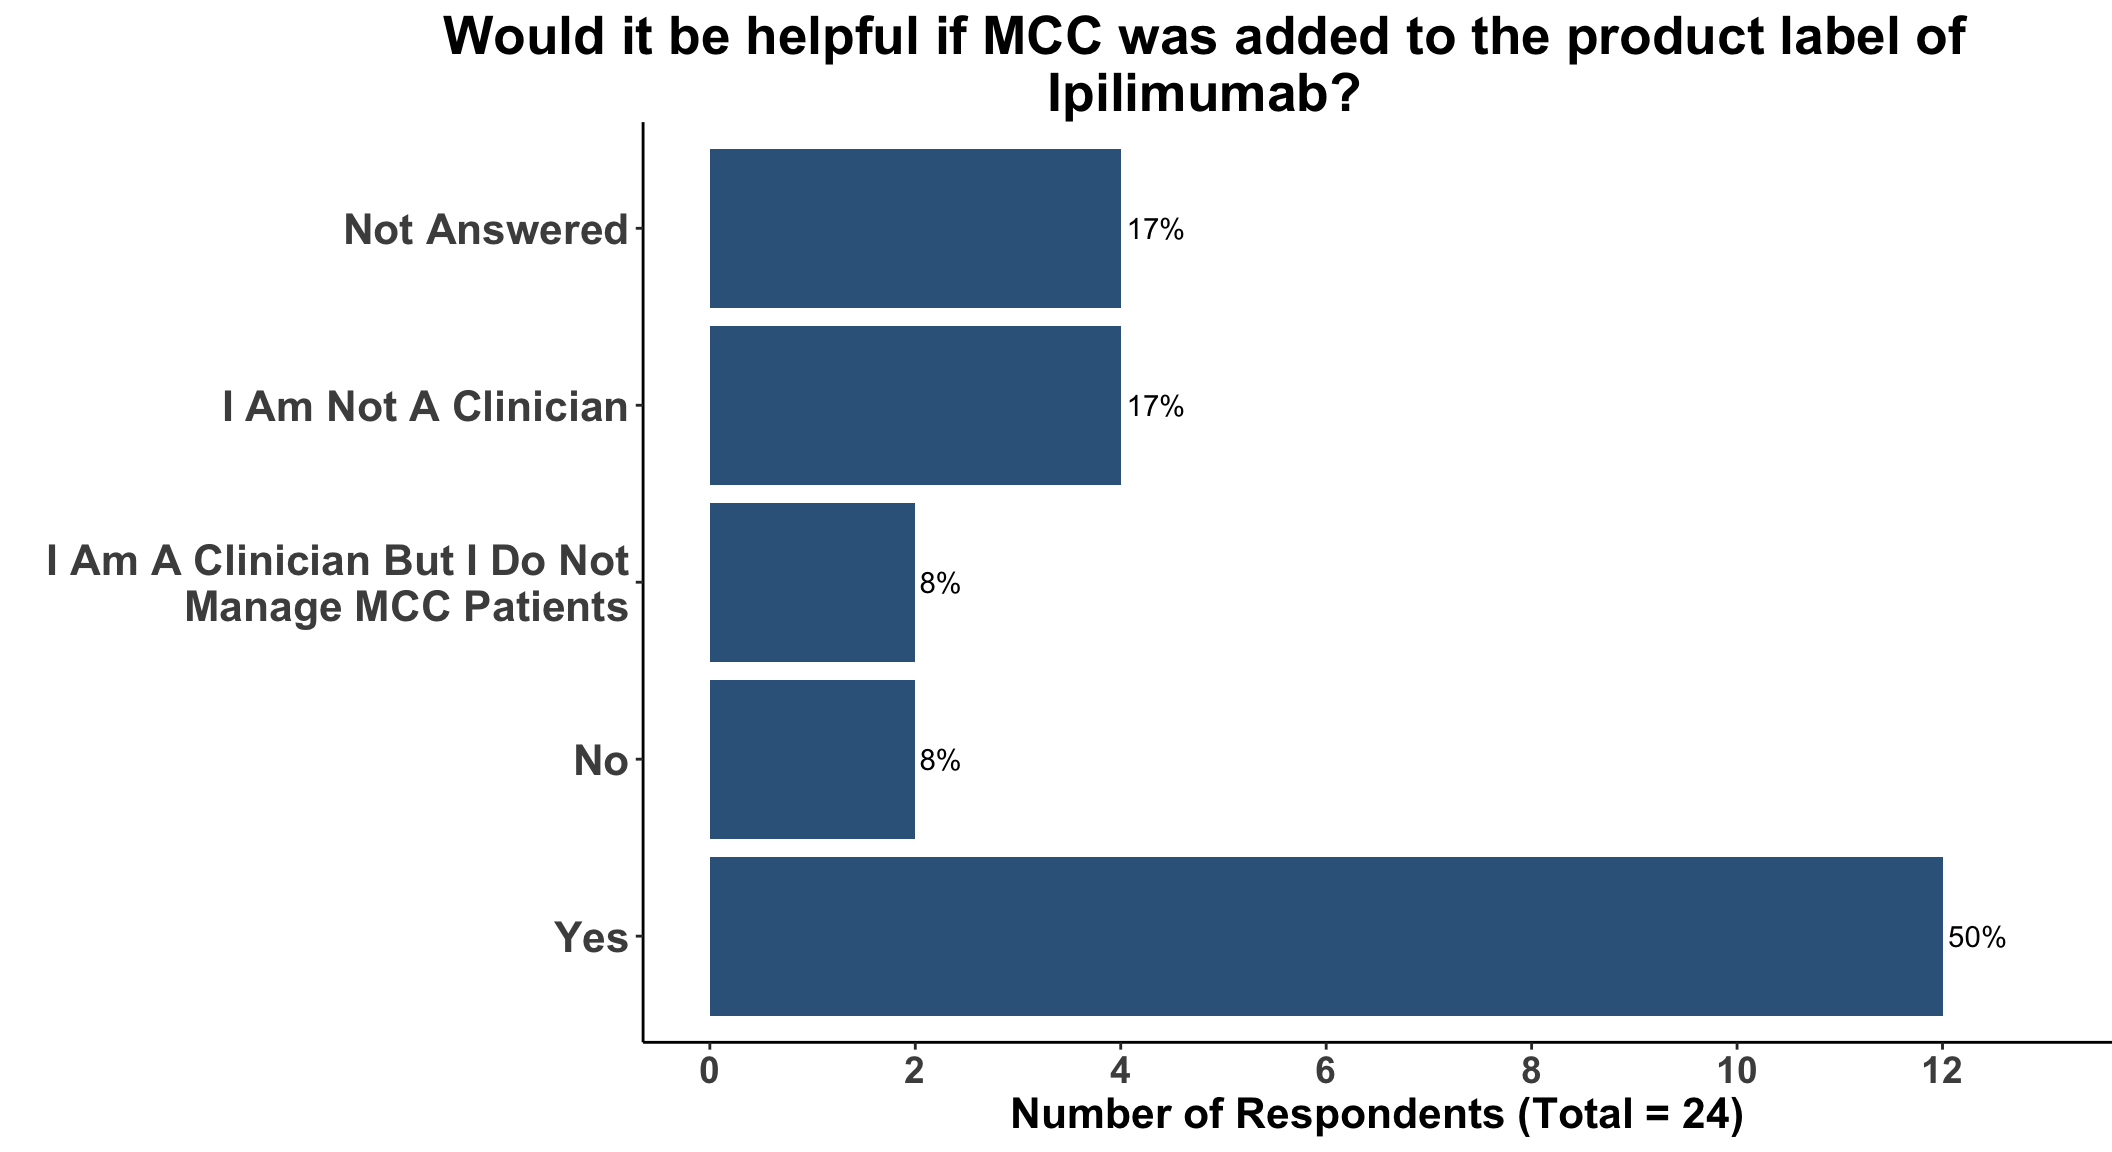 Would it be helpful if MCC was added to the product label of
Ipilimumab?
Not Answered
17%
I Am Not A Clinician
17%
I Am A Clinician But I Do Not
Manage MCC Patients
8%
No
8%
Yes
50%
0 2 4 6 8 10 12
Number of Respondents (Total = 24)